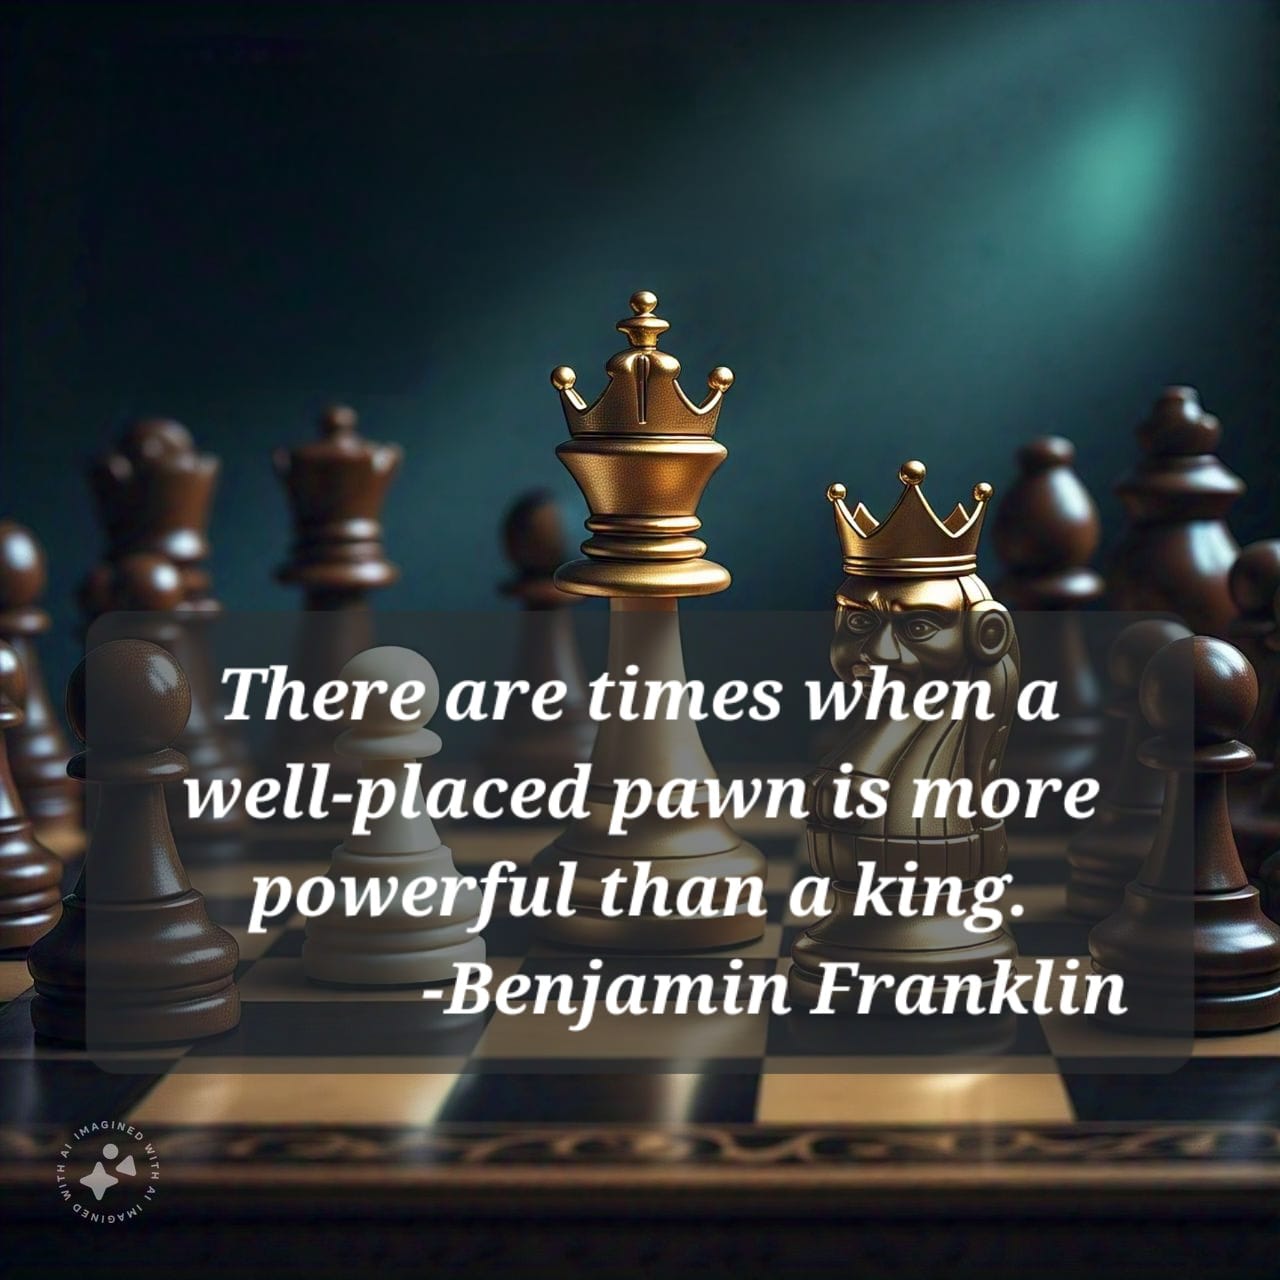 There are times when a
well-placed pawn is more
powerful than a king.
-Benjamin Franklin
IMAGINED WITH AI IMAGINED WITH AI